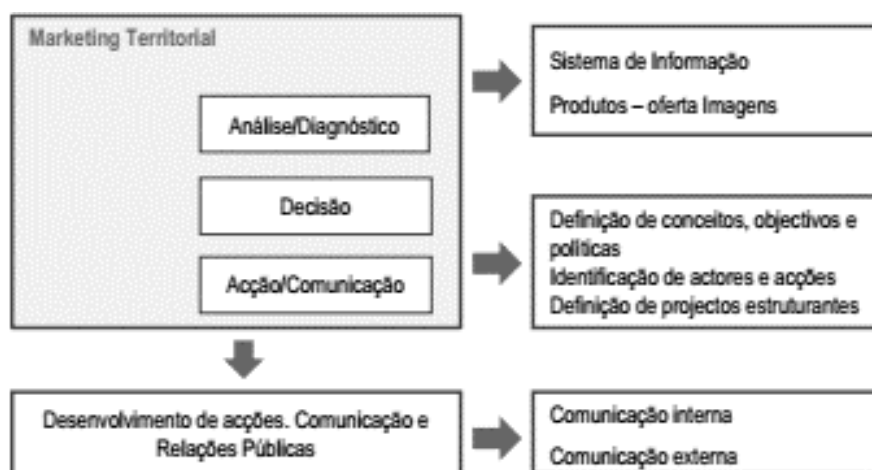 Marketing Territorial
Análise/Diagnóstico
Decisão
Acção/Comunicação
Sistema de Informação
Produtos – oferta Imagens
Definição de conceitos, objectivos e
políticas
Identificação de actores e acções
Definição de projectos estruturantes
Desenvolvimento de acções. Comunicação e
Relações Públicas
Comunicação interna
Comunicação externa